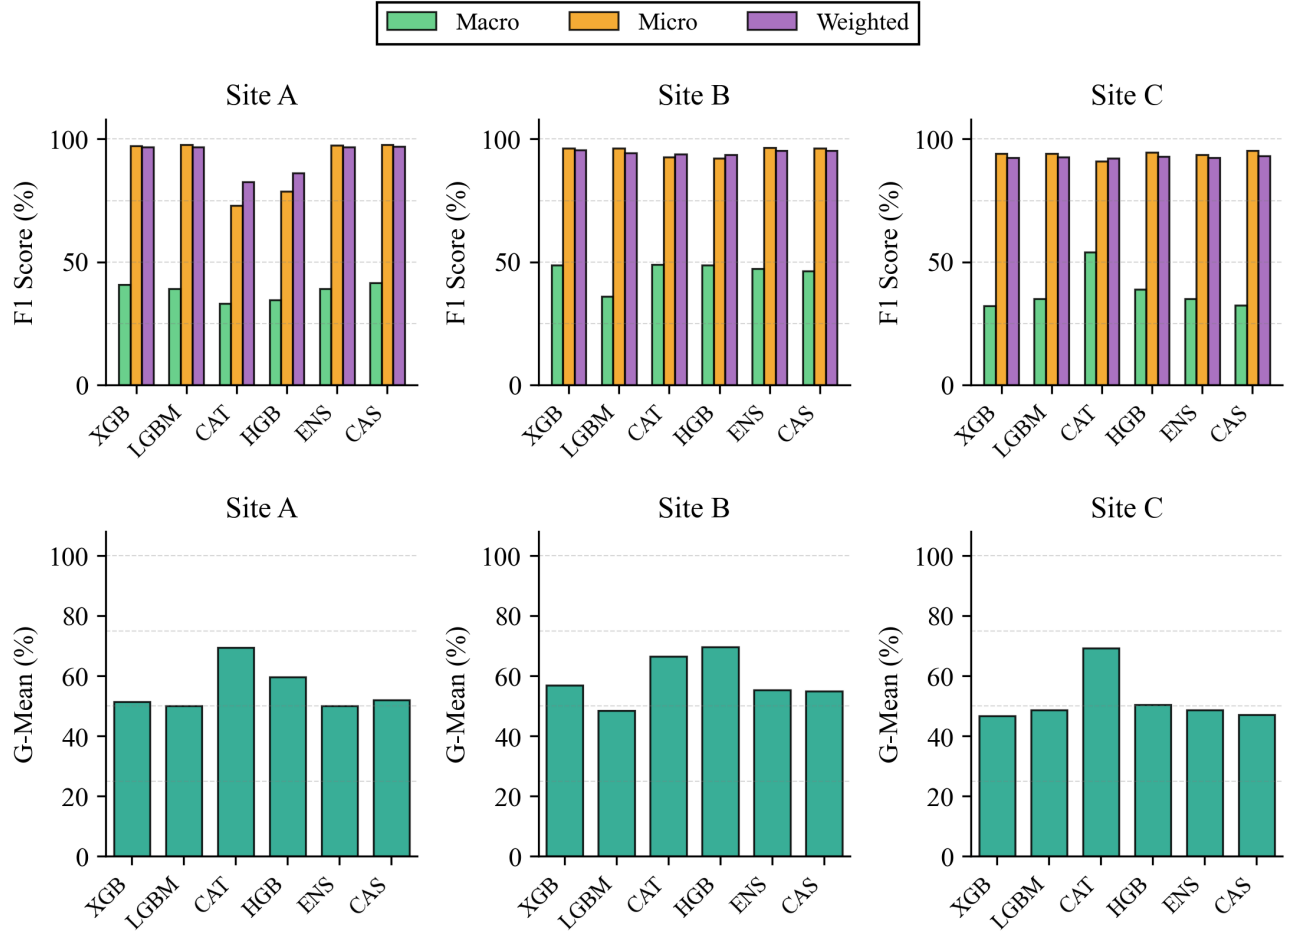 Macro Micro Weighted
Site A
F1 Score (%)
100
50
0
XGB LGBM CAT HGB ENS CAS
Site B
F1 Score (%)
100
50
0
XGB LGBM CAT HGB ENS CAS
Site C
F1 Score (%)
100
50
0
XGB LGBM CAT HGB ENS CAS
Site A
G-Mean (%)
100
80
60
40
20
0
XGB LGBM CAT HGB ENS CAS
Site B
G-Mean (%)
100
80
60
40
20
0
XGB LGBM CAT HGB ENS CAS
Site C
G-Mean (%)
100
80
60
40
20
0
XGB LGBM CAT HGB ENS CAS